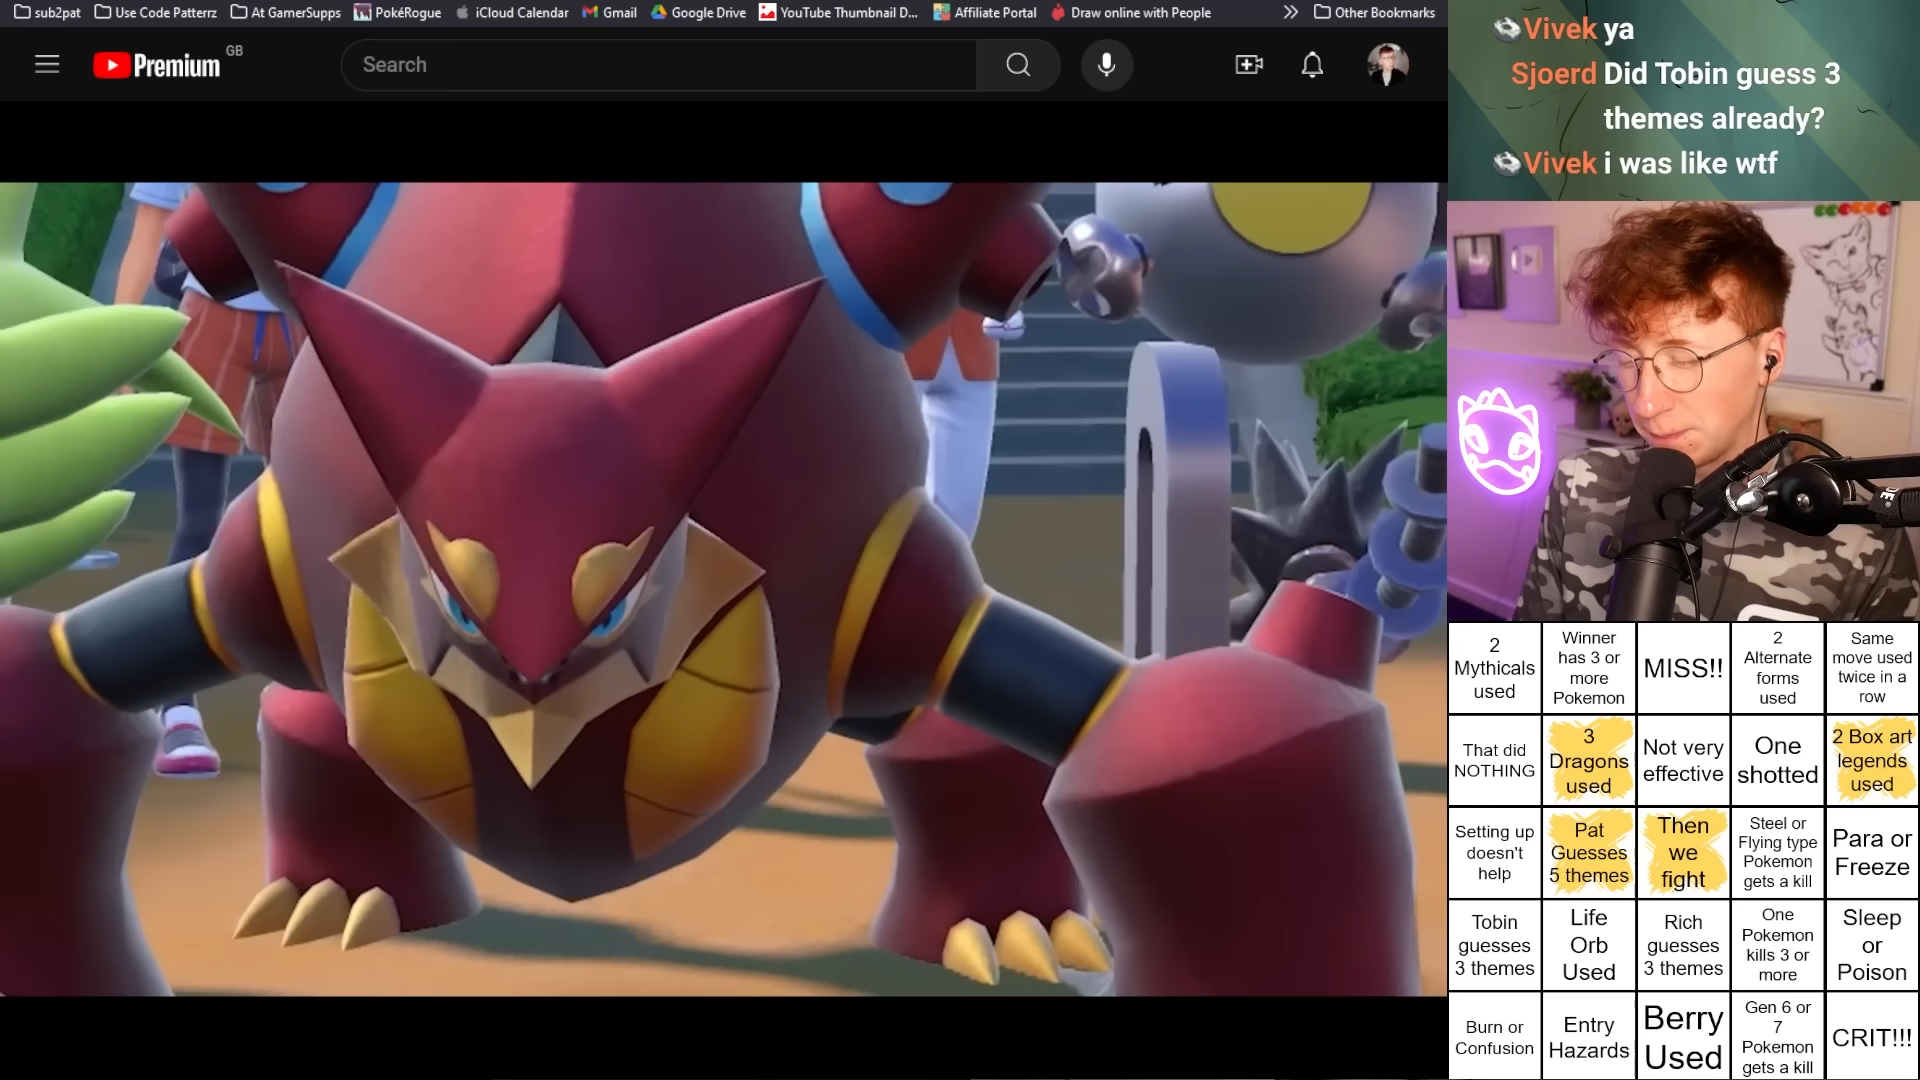 sub2pat Use Code Patterrz At GamerSupps PokéRogue iCloud Calendar Gmail Google Drive YouTube Thumbnail D... Affiliate Portal Draw online with People Other Bookmarks
Premium GB
Search
Vivek ya
Sjoerd Did Tobin guess 3
themes already?
Vivek i was like wtf
2
Mythicals
used
Winner
has 3 or
more
Pokemon
MISS!!
2
Alternate
forms
used
Same
move used
twice in a
row
That did
NOTHING
3
Dragons
used
Not very
effective
One
shotted
2 Box art
legends
used
Setting up
doesn't
help
Pat
Guesses
5 themes
Then
we
fight
Steel or
Flying type
Pokemon
gets a kill
Para or
Freeze
Tobin
guesses
3 themes
Life
Orb
Used
Rich
guesses
3 themes
One
Pokemon
kills 3 or
more
Sleep
or
Poison
Burn or
Confusion
Entry
Hazards
Berry
Used
Gen 6 or
7
Pokemon
gets a kill
CRIT!!!